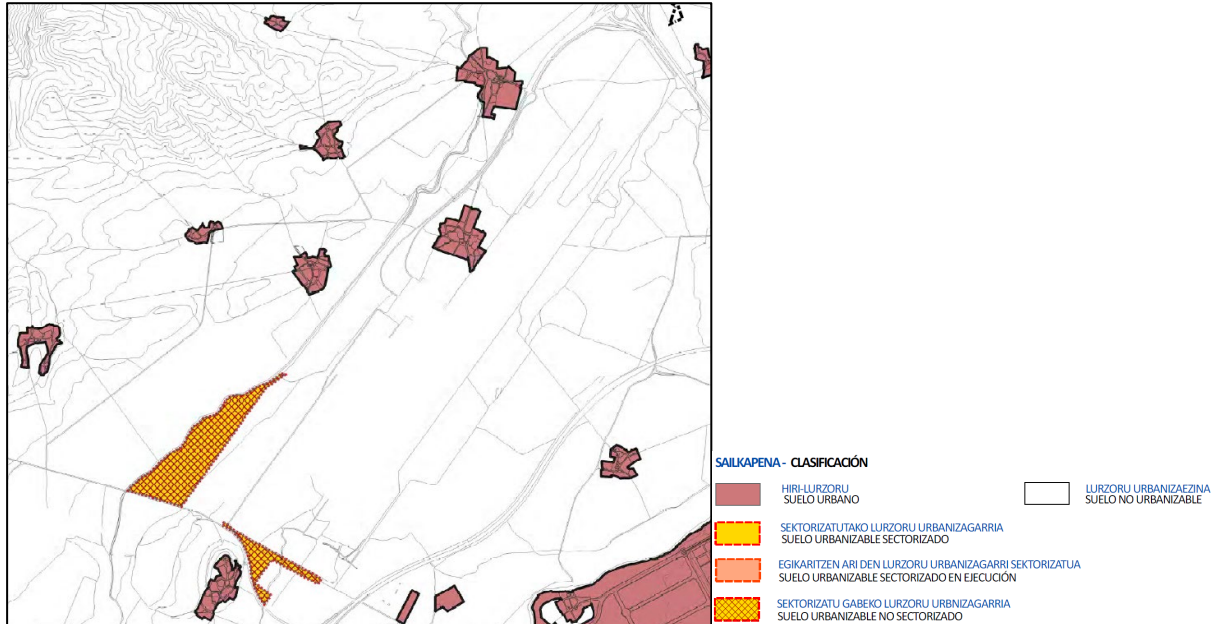 SAILKAPENA - CLASIFICACIÓN
HIRI-LURZORU
SUELO URBANO
LURZORU URBANIZAEZINA
SUELO NO URBANIZABLE
SEKTORIZATUTAKO LURZORU URBANIZAGARRIA
SUELO URBANIZABLE SECTORIZADO
EGIKARITZEN ARI DEN LURZORU URBANIZAGARRI SEKTORIZATUA
SUELO URBANIZABLE SECTORIZADO EN EJECUCIÓN
SEKTORIZATU GABEKO LURZORU URBNIZAGARRIA
SUELO URBANIZABLE NO SECTORIZADO